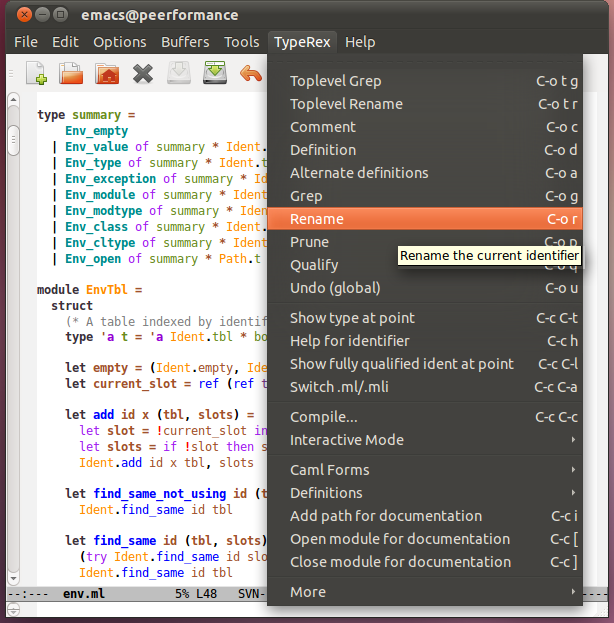 emacs@peerformance
File Edit Options Buffers Tools TypeRex Help
Toplevel Grep C-o t g
Toplevel Rename C-o t r
Comment C-o c
Definition C-o d
Alternate definitions C-o a
Grep C-o g
Rename C-o r
Prune C-o p
Rename the current identifier
Qualify C-o q
Undo (global) C-o u
Show type at point C-c C-t
Help for identifier C-c h
Show fully qualified ident at point C-c C-l
Switch .ml/.mli C-c C-a
Compile... C-c C-c
Interactive Mode
Caml Forms
Definitions
Add path for documentation C-c i
Open module for documentation C-c [
Close module for documentation C-c ]
More
type summary =
Env_empty
| Env_value of summary * Ident.
| Env_type of summary * Ident.t
| Env_exception of summary * Id
| Env_module of summary * Ident
| Env_modtype of summary * Iden
| Env_class of summary * Ident.
| Env_cltype of summary * Ident
| Env_open of summary * Path.t
module EnvTbl =
struct
(* A table indexed by identif
type 'a t = 'a Ident.tbl * bo
let empty = (Ident.empty, Ide
let current_slot = ref (ref t
let add id x (tbl, slots) =
let slot = !current_slot in
let slots = if !slot then s
Ident.add id x tbl, slots
let find_same_not_using id (t
Ident.find_same id tbl
let find_same id (tbl, slots)
(try Ident.find_same id slo
Ident.find_same id tbl
--:--- env.ml 5% L48 SVN-